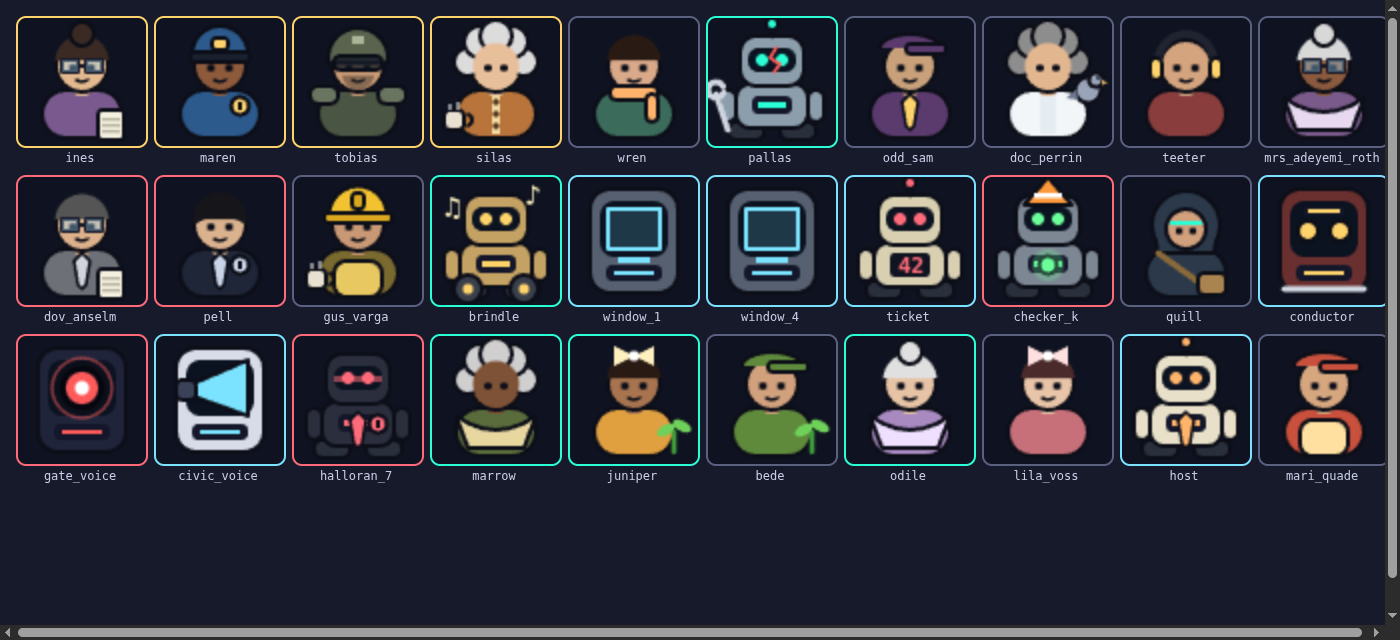 ines maren tobias silas wren pallas odd_sam doc_perrin teeter mrs_adeyemi_roth
42
dov_anselm pell gus_varga brindle window_1 window_4 ticket checker_k quill conductor
gate_voice civic_voice halloran_7 marrow juniper bede odile lila_voss host mari_quade